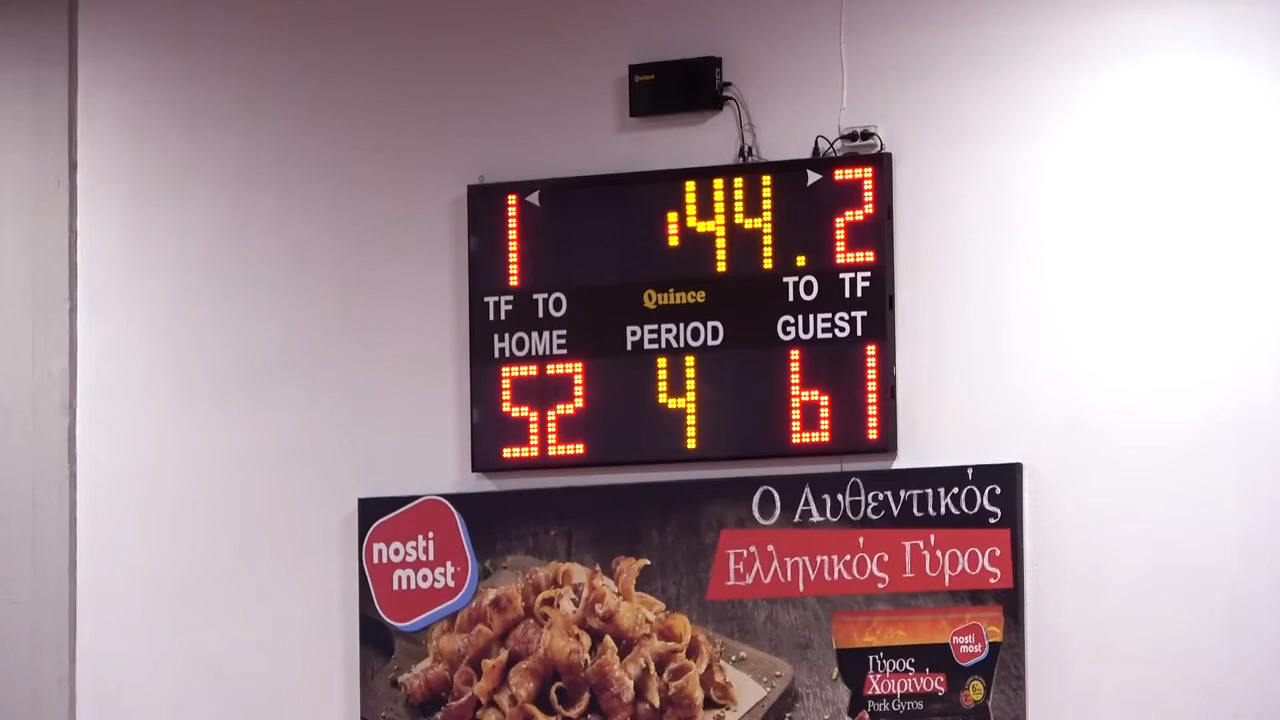 Quince
1 :44. 2
TF TO
Quince
TO TF
HOME
PERIOD
GUEST
52
4
61
nosti
most
Ο Αυθεντικός
Ελληνικός Γύρος
nosti
most
Γύρος
Χοιρινός
Pork Gyros